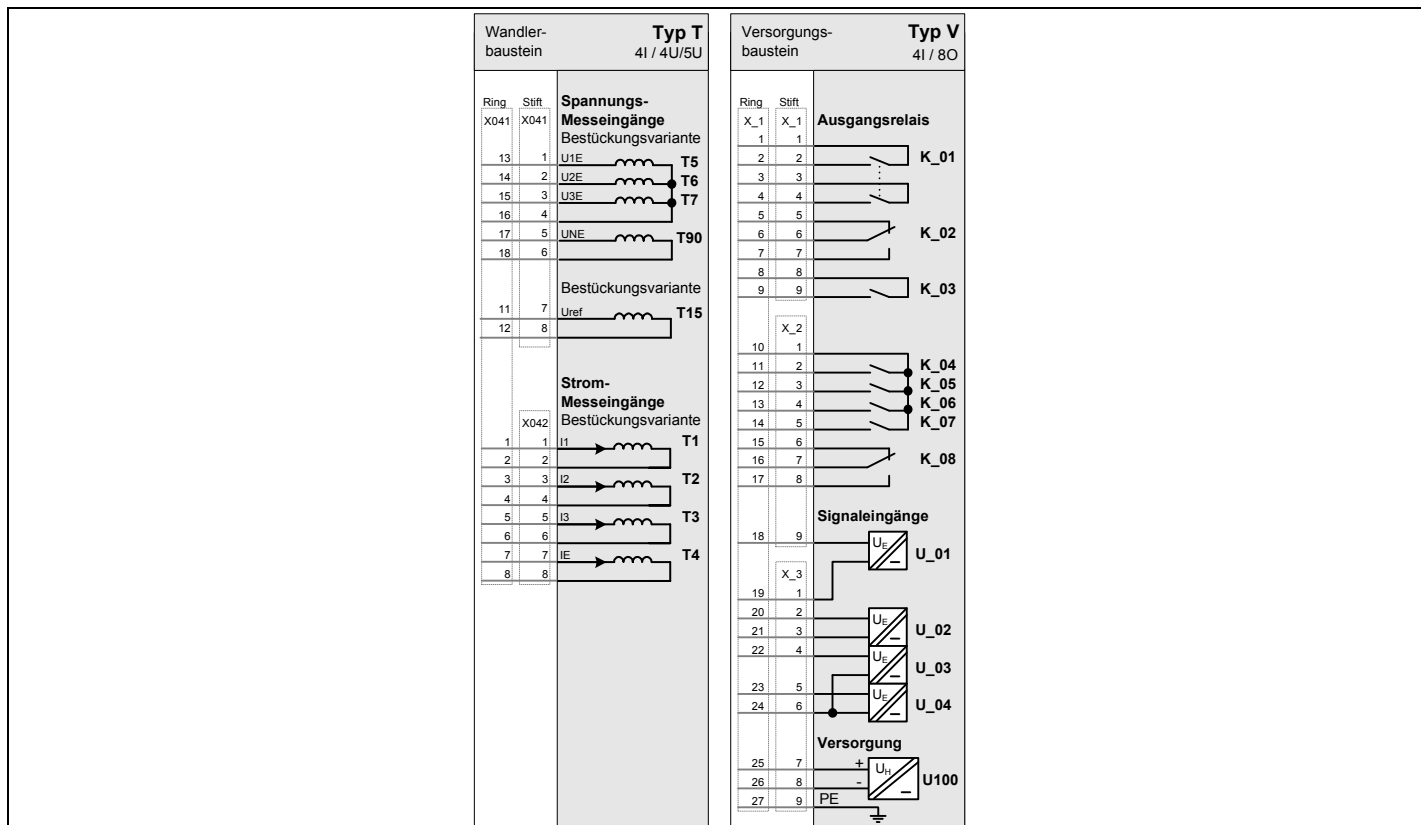 Wandler- Typ T
baustein 4I / 4U/5U
Ring Stift Spannungs-
X041 X041 Messeingänge
Bestückungsvariante
13 1 U1E T5
14 2 U2E T6
15 3 U3E T7
16 4
17 5 UNE T90
18 6
Bestückungsvariante
11 7 Uref T15
12 8
Strom-
Messeingänge
X042 Bestückungsvariante
1 1 I1 T1
2 2
3 3 I2 T2
4 4
5 5 I3 T3
6 6
7 7 IE T4
8 8
Versorgungs- Typ V
baustein 4I / 8O
Ring Stift
X_1 X_1 Ausgangsrelais
1 1
2 2 K_01
3 3
4 4
5 5
6 6 K_02
7 7
8 8
9 9 K_03
X_2
10 1
11 2 K_04
12 3 K_05
13 4 K_06
14 5 K_07
15 6
16 7 K_08
17 8
Signaleingänge
18 9 UE U_01
X_3
19 1
20 2 UE
21 3 U_02
22 4 UE
U_03
23 5 UE
24 6 U_04
Versorgung
25 7 + UH
26 8 - U100
27 9 PE